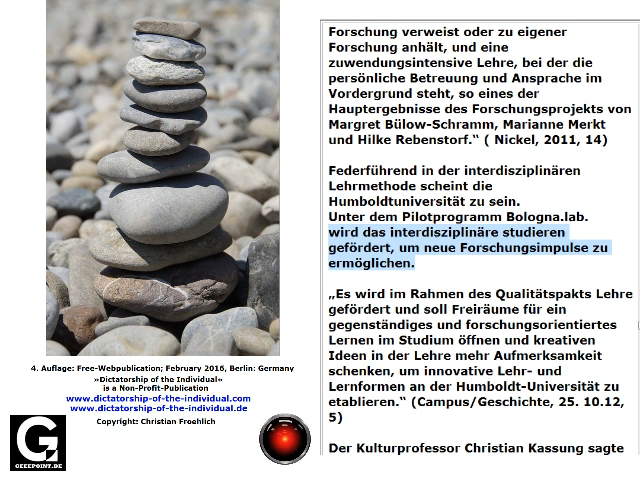 4. Auflage: Free-Webpublication; February 2016, Berlin: Germany
»Dictatorship of the Individual«
is a Non-Profit-Publication
www.dictatorship-of-the-individual.com
www.dictatorship-of-the-individual.de
Copyright: Christian Froehlich
G
GEEEPOINT.DE
Forschung verweist oder zu eigener
Forschung anhält, und eine
zuwendungsintensive Lehre, bei der die
persönliche Betreuung und Ansprache im
Vordergrund steht, so eines der
Hauptergebnisse des Forschungsprojekts von
Margret Bülow-Schramm, Marianne Merkt
und Hilke Rebenstorf.“ ( Nickel, 2011, 14)
Federführend in der interdisziplinären
Lehrmethode scheint die
Humboldtuniversität zu sein.
Unter dem Pilotprogramm Bologna.lab.
wird das interdisziplinäre studieren
gefördert, um neue Forschungsimpulse zu
ermöglichen.
„Es wird im Rahmen des Qualitätspakts Lehre
gefördert und soll Freiräume für ein
gegenständiges und forschungsorientiertes
Lernen im Studium öffnen und kreativen
Ideen in der Lehre mehr Aufmerksamkeit
schenken, um innovative Lehr- und
Lernformen an der Humboldt-Universität zu
etablieren.“ (Campus/Geschichte, 25. 10.12,
5)
Der Kulturprofessor Christian Kassung sagte